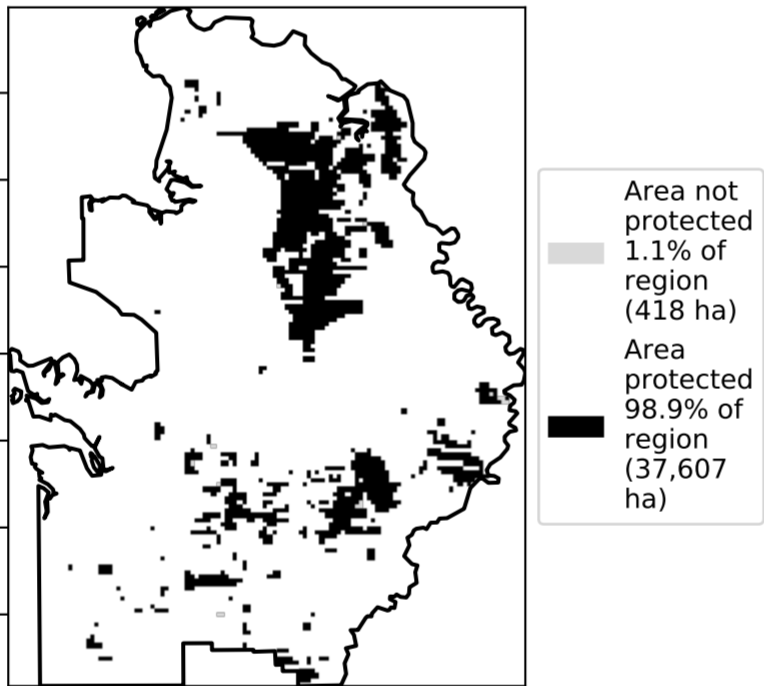 Area not
protected
1.1% of
region
(418 ha)
Area
protected
98.9% of
region
(37,607
ha)